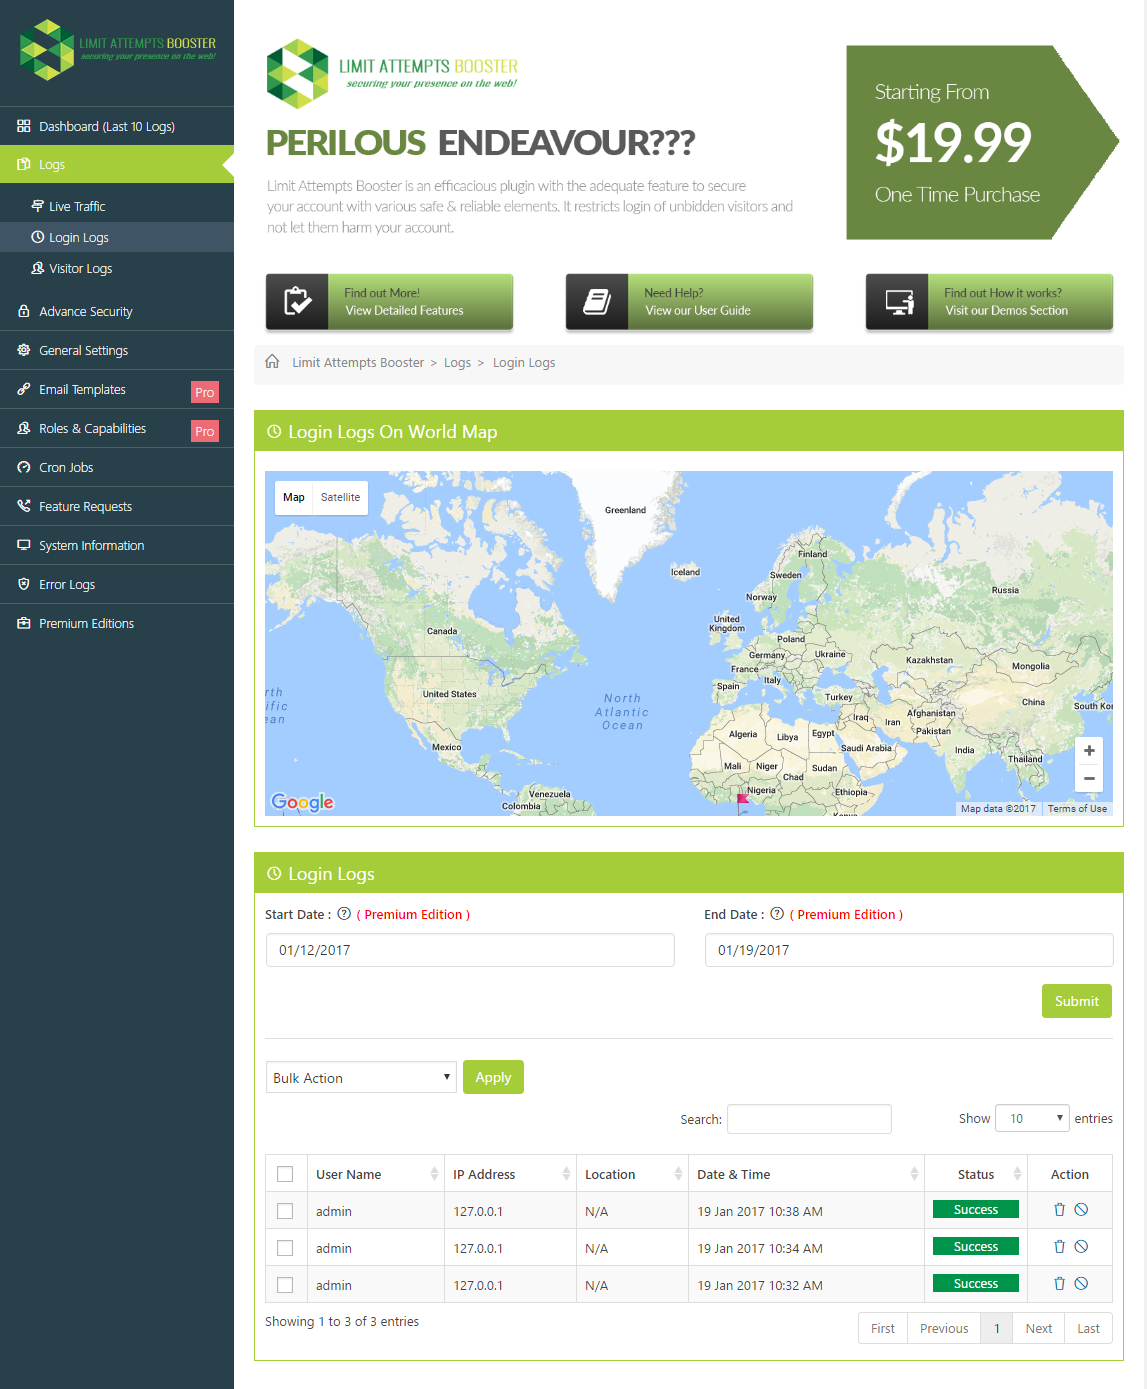 LIMIT ATTEMPTS BOOSTER
securing your presence on the web!
Dashboard (Last 10 Logs)
Logs
Live Traffic
Login Logs
Visitor Logs
Advance Security
General Settings
Email Templates Pro
Roles & Capabilities Pro
Cron Jobs
Feature Requests
System Information
Error Logs
Premium Editions
LIMIT ATTEMPTS BOOSTER
securing your presence on the web!
PERILOUS ENDEAVOUR???
Limit Attempts Booster is an efficacious plugin with the adequate feature to secure
your account with various safe & reliable elements. It restricts login of unbidden visitors and
not let them harm your account.
Starting From
$19.99
One Time Purchase
Find out More!
View Detailed Features
Need Help?
View our User Guide
Find out How it works?
Visit our Demos Section
Limit Attempts Booster > Logs > Login Logs
Login Logs On World Map
Map Satellite
Greenland
Iceland
Finland
Sweden
Norway
Russia
United
Kingdom
Canada
Poland
Germany
Ukraine
France
Kazakhstan
Mongolia
Spain
Italy
United States
Turkey
North
Atlantic
Ocean
rth
ific
ean
China
South Kor
Iraq
Iran
Afghanistan
Pakistan
Algeria
Libya
Egypt
Saudi Arabia
India
Thailand
Mexico
Mali
Niger
Sudan
Chad
Nigeria
Ethiopia
Venezuela
Colombia
Kenya
+
−
Google
Map data ©2017 Terms of Use
Login Logs
Start Date : ? ( Premium Edition )
01/12/2017
End Date : ? ( Premium Edition )
01/19/2017
Submit
Bulk Action Apply
Search: Show 10 entries
User Name IP Address Location Date & Time Status Action
admin 127.0.0.1 N/A 19 Jan 2017 10:38 AM Success
admin 127.0.0.1 N/A 19 Jan 2017 10:34 AM Success
admin 127.0.0.1 N/A 19 Jan 2017 10:32 AM Success
Showing 1 to 3 of 3 entries
First Previous 1 Next Last